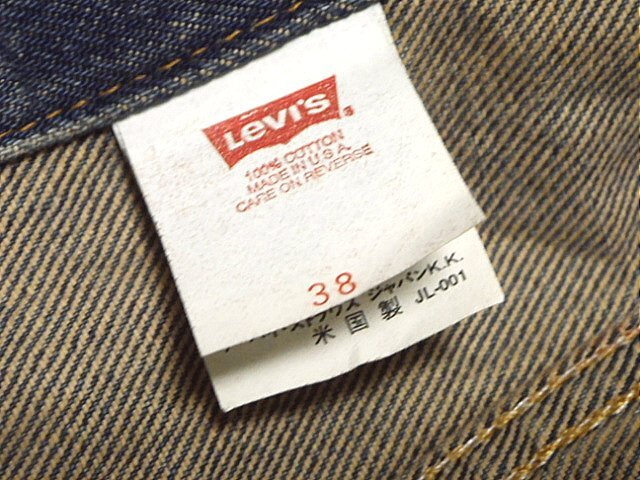 Levi's
100% COTTON
MADE IN U.S.A.
CARE ON REVERSE
38
ジャパンK.K.
米国製 JL-001